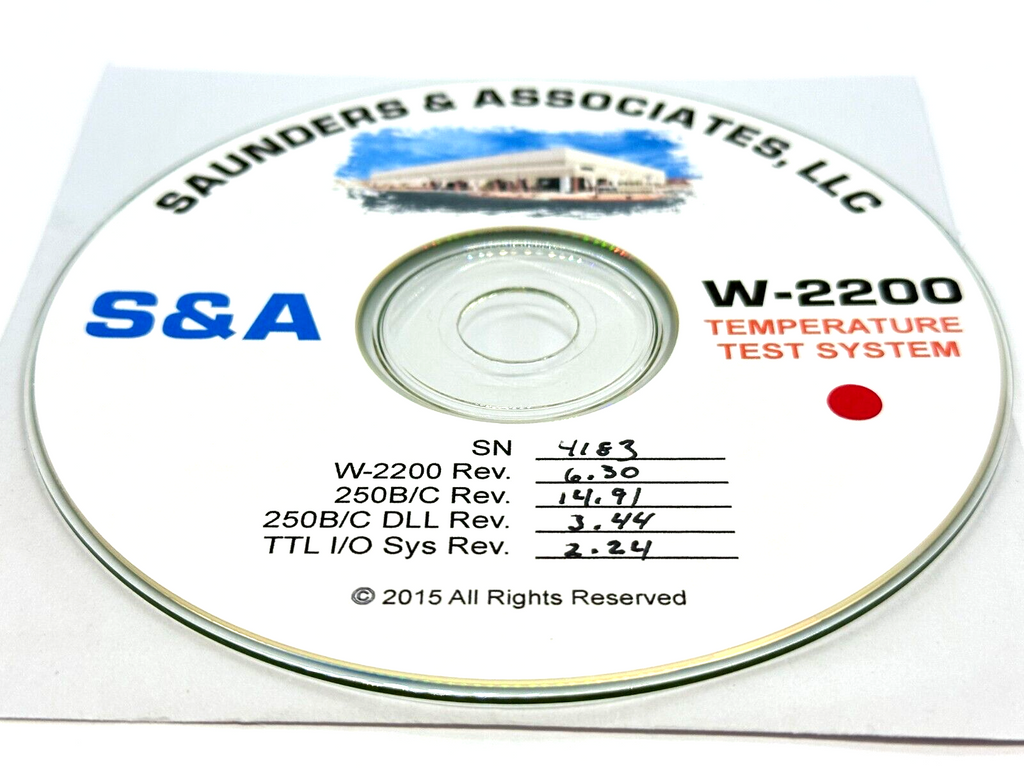 SAUNDERS & ASSOCIATES, LLC
S&A
W-2200
TEMPERATURE
TEST SYSTEM
SN 4183
W-2200 Rev. 6.30
250B/C Rev. 14.91
250B/C DLL Rev. 3.44
TTL I/O Sys Rev. 2.24
© 2015 All Rights Reserved